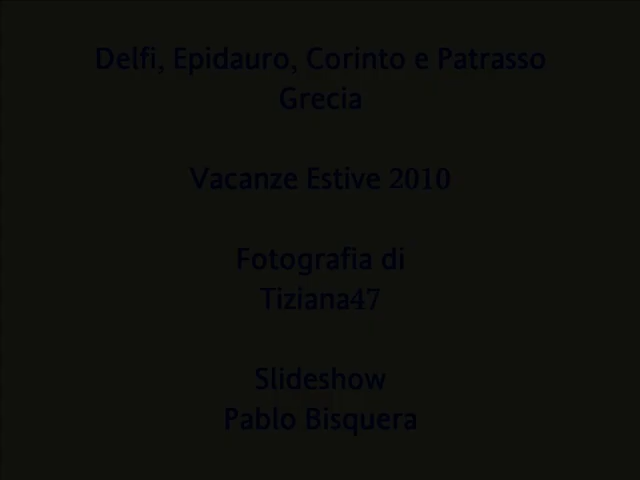 Delfi, Epidauro, Corinto e Patrasso
Grecia
Vacanze Estive 2010
Fotografia di
Tiziana47
Slideshow
Pablo Bisquera